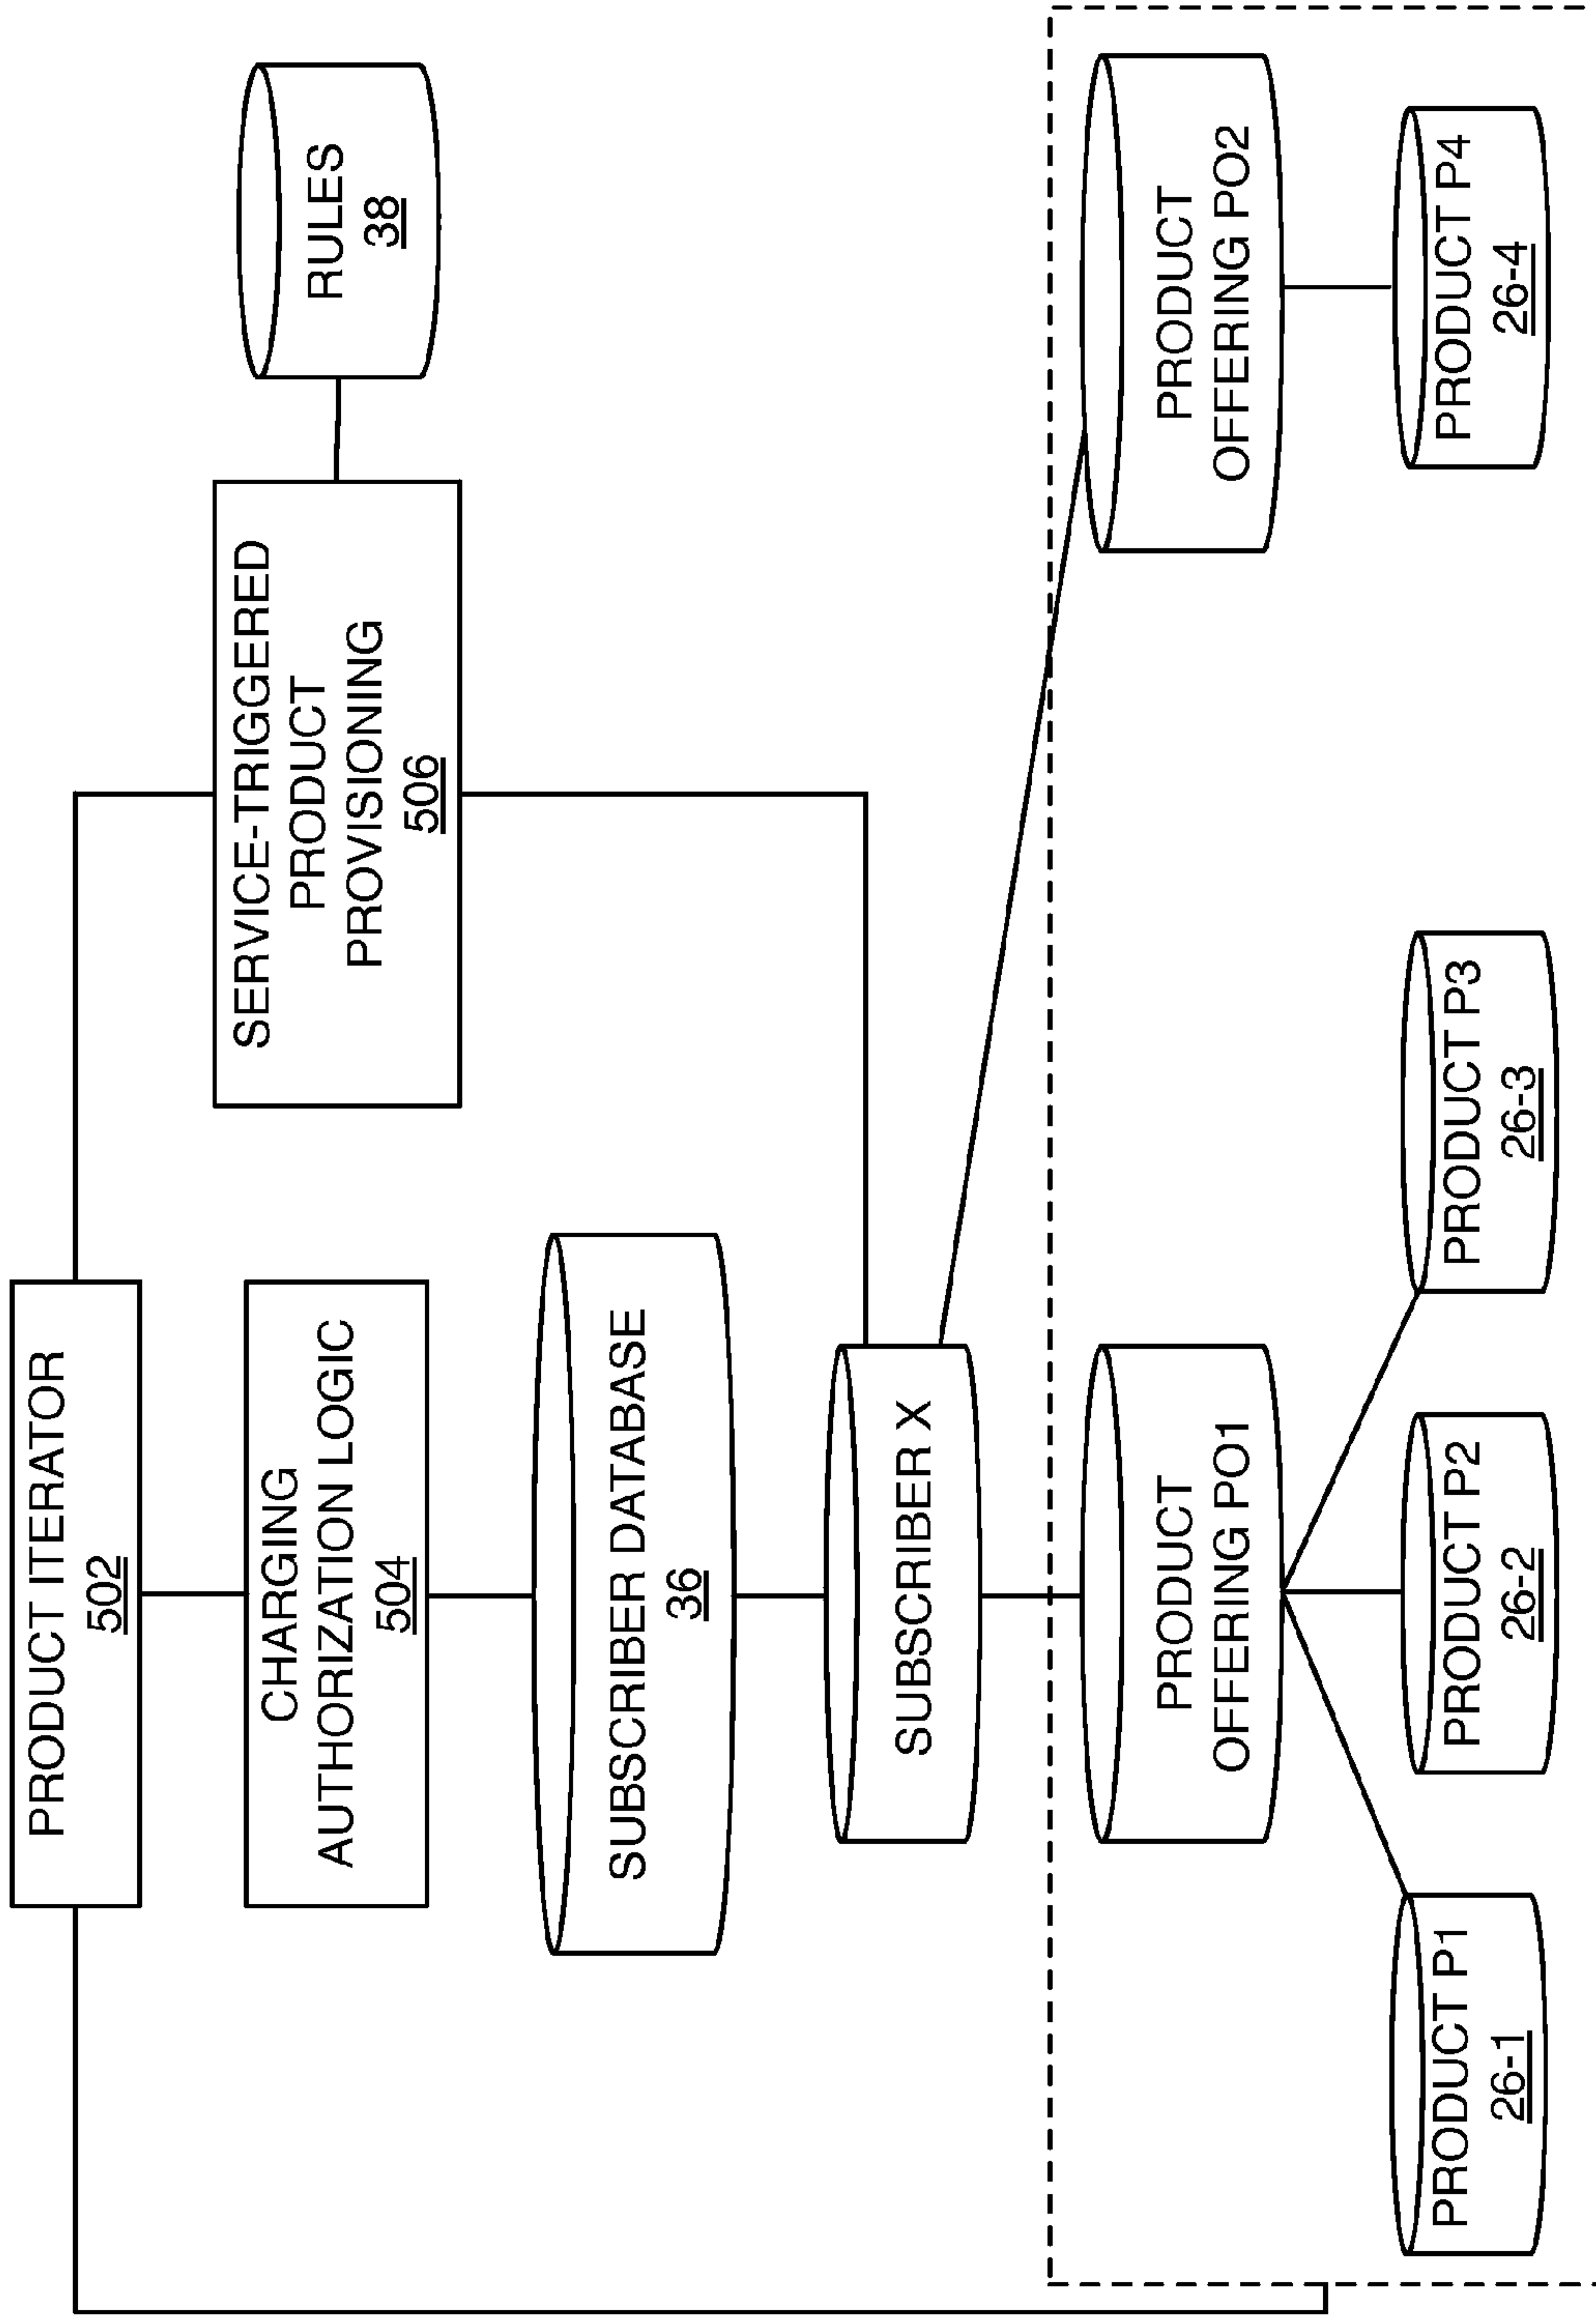 PRODUCT ITERATOR
502
CHARGING
AUTHORIZATION LOGIC
504
SERVICE-TRIGGERED
PRODUCT
PROVISIONING
506
RULES
38
SUBSCRIBER DATABASE
36
SUBSCRIBER X
PRODUCT
OFFERING PO1
PRODUCT
OFFERING PO2
PRODUCT P1
26-1
PRODUCT P2
26-2
PRODUCT P3
26-3
PRODUCT P4
26-4